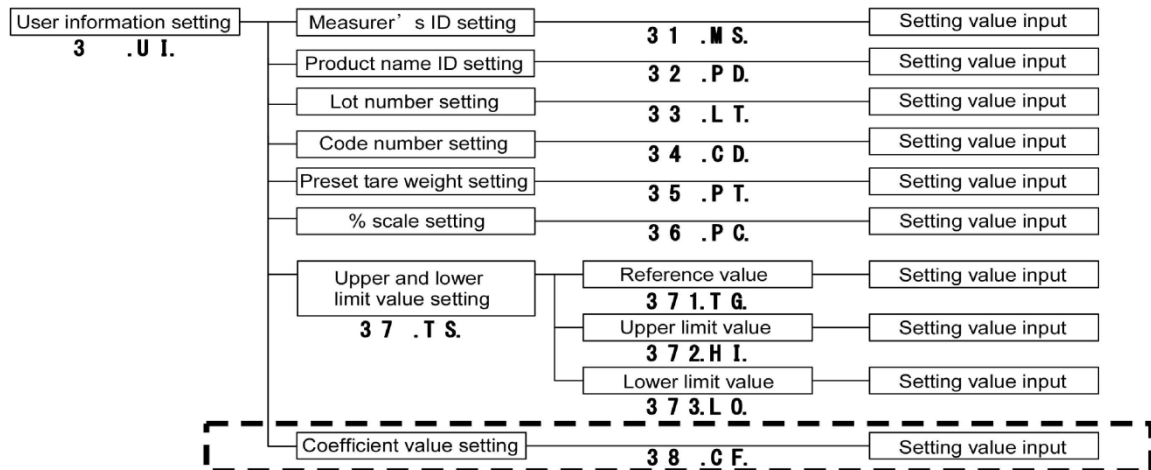 User information setting Measurer’s ID setting Setting value input
3 .U I. 3 1 .M S.
Product name ID setting Setting value input
3 2 .P D.
Lot number setting Setting value input
3 3 .L T.
Code number setting Setting value input
3 4 .C D.
Preset tare weight setting Setting value input
3 5 .P T.
% scale setting Setting value input
3 6 .P C.
Upper and lower limit value setting Reference value Setting value input
3 7 .T S. 3 7 1.T G.
Upper limit value Setting value input
3 7 2.H I.
Lower limit value Setting value input
3 7 3.L O.
Coefficient value setting Setting value input
3 8 .C F.